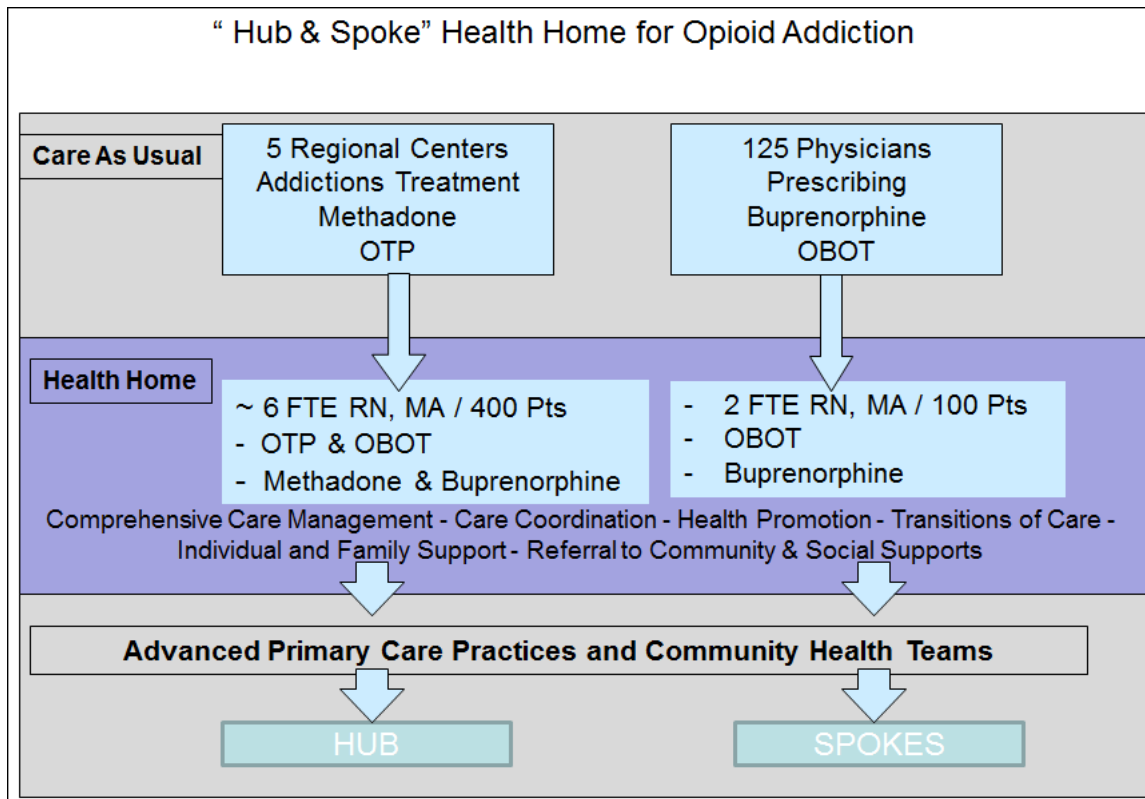 “ Hub & Spoke” Health Home for Opioid Addiction
Care As Usual
5 Regional Centers
Addictions Treatment
Methadone
OTP
125 Physicians
Prescribing
Buprenorphine
OBOT
Health Home
~ 6 FTE RN, MA / 400 Pts
- OTP & OBOT
- Methadone & Buprenorphine
- 2 FTE RN, MA / 100 Pts
- OBOT
- Buprenorphine
Comprehensive Care Management - Care Coordination - Health Promotion - Transitions of Care -
Individual and Family Support - Referral to Community & Social Supports
Advanced Primary Care Practices and Community Health Teams
HUB
SPOKES